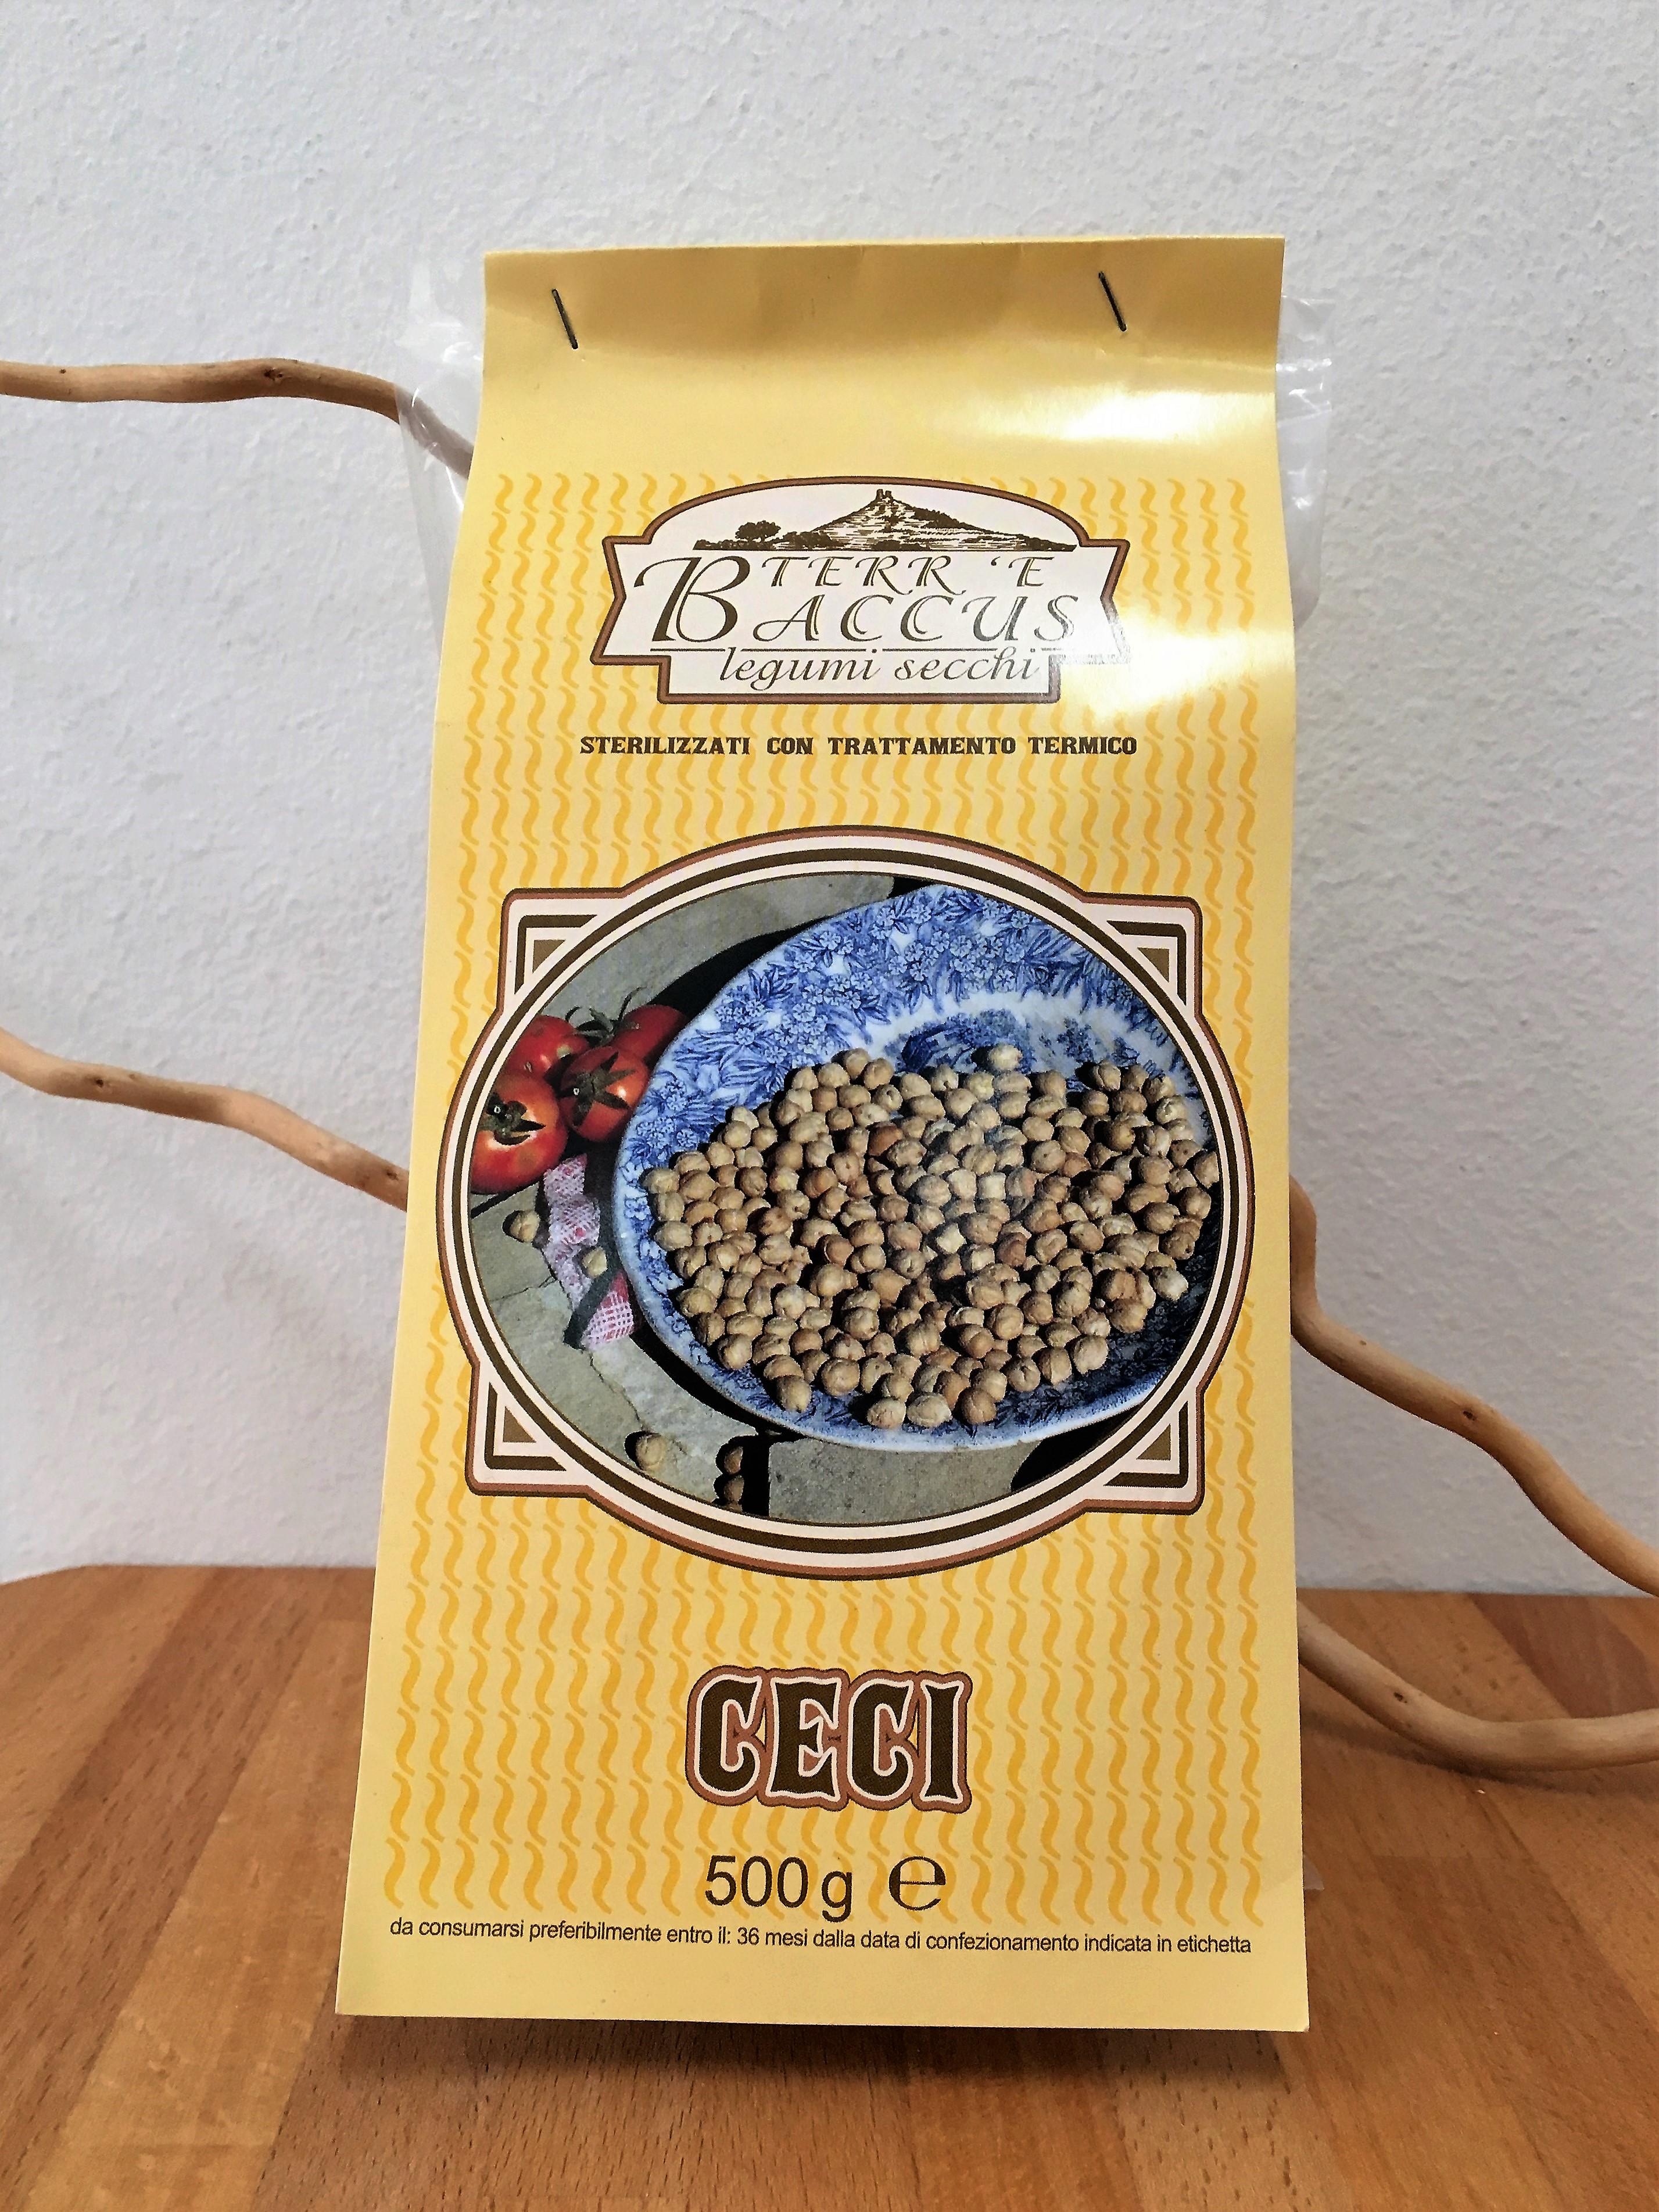 TERR 'E
BACCUS
legumi secchi
STERILIZZATI CON TRATTAMENTO TERMICO
CECI
500 g ℮
da consumarsi preferibilmente entro il: 36 mesi dalla data di confezionamento indicata in etichetta